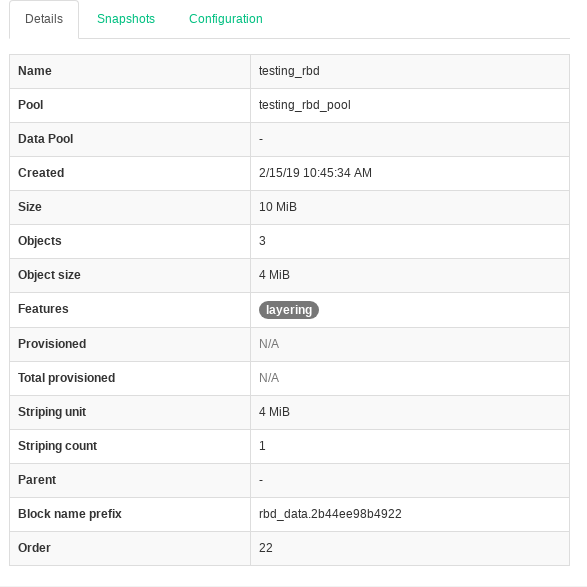 Details Snapshots Configuration
Name testing_rbd
Pool testing_rbd_pool
Data Pool -
Created 2/15/19 10:45:34 AM
Size 10 MiB
Objects 3
Object size 4 MiB
Features layering
Provisioned N/A
Total provisioned N/A
Striping unit 4 MiB
Striping count 1
Parent -
Block name prefix rbd_data.2b44ee98b4922
Order 22